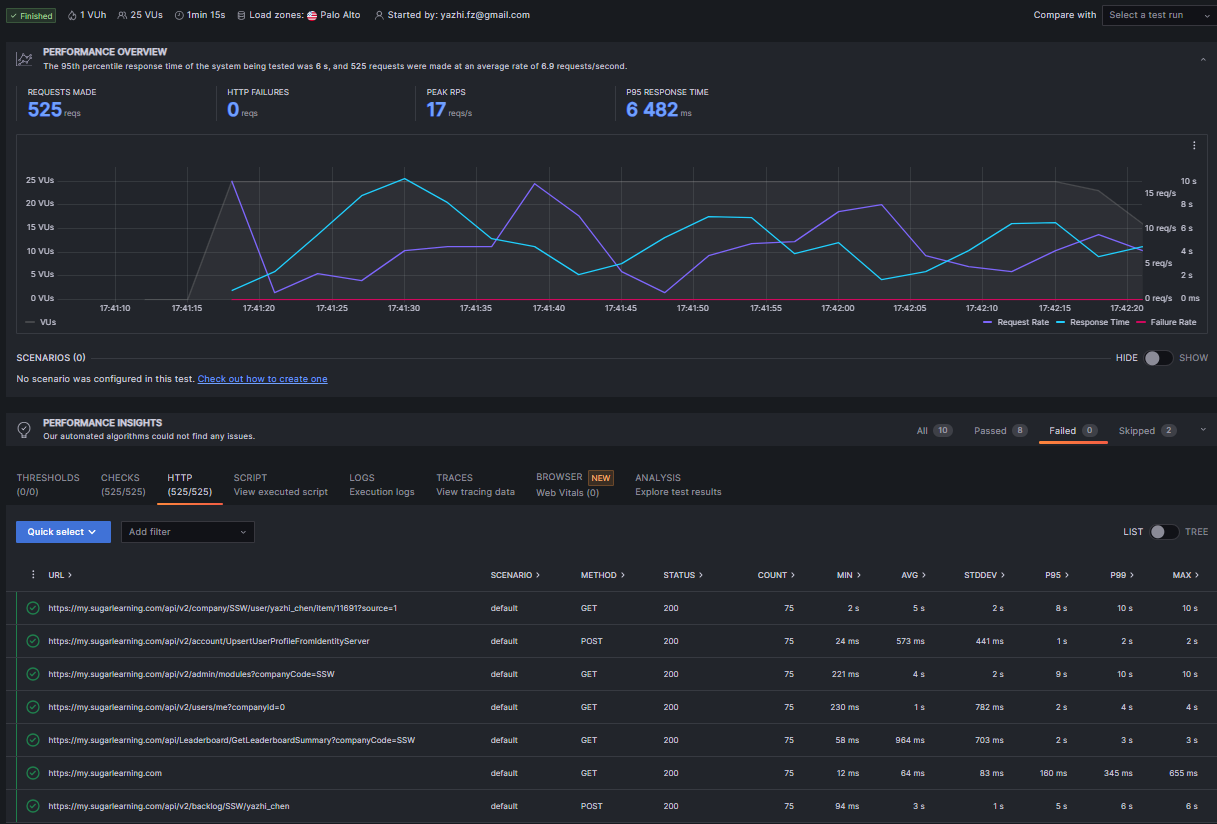 Finished 1 VUh 25 VUs 1min 15s Load zones: Palo Alto Started by: yazhi.fz@gmail.com Compare with Select a test run
PERFORMANCE OVERVIEW
The 95th percentile response time of the system being tested was 6 s, and 525 requests were made at an average rate of 6.9 requests/second.
REQUESTS MADE HTTP FAILURES PEAK RPS P95 RESPONSE TIME
525 reqs 0 reqs 17 reqs/s 6 482 ms
25 VUs 10 s
15 req/s
20 VUs 8 s
15 VUs 10 req/s 6 s
10 VUs 4 s
5 req/s
5 VUs 2 s
0 VUs 0 req/s 0 ms
17:41:10 17:41:15 17:41:20 17:41:25 17:41:30 17:41:35 17:41:40 17:41:45 17:41:50 17:41:55 17:42:00 17:42:05 17:42:10 17:42:15 17:42:20
VUs Request Rate Response Time Failure Rate
SCENARIOS (0) HIDE SHOW
No scenario was configured in this test. Check out how to create one
PERFORMANCE INSIGHTS
Our automated algorithms could not find any issues.
All 10 Passed 8 Failed 0 Skipped 2
THRESHOLDS CHECKS HTTP SCRIPT LOGS TRACES BROWSER NEW ANALYSIS
(0/0) (525/525) (525/525) View executed script Execution logs View tracing data Web Vitals (0) Explore test results
Quick select Add filter LIST TREE
URL SCENARIO METHOD STATUS COUNT MIN AVG STDDEV P95 P99 MAX
https://my.sugarlearning.com/api/v2/company/SSW/user/yazhi_chen/item/11691?source=1 default GET 200 75 2 s 5 s 2 s 8 s 10 s 10 s
https://my.sugarlearning.com/api/v2/account/UpsertUserProfileFromIdentityServer default POST 200 75 24 ms 573 ms 441 ms 1 s 2 s 2 s
https://my.sugarlearning.com/api/v2/admin/modules?companyCode=SSW default GET 200 75 221 ms 4 s 2 s 9 s 10 s 10 s
https://my.sugarlearning.com/api/v2/users/me?companyId=0 default GET 200 75 230 ms 1 s 782 ms 2 s 4 s 4 s
https://my.sugarlearning.com/api/Leaderboard/GetLeaderboardSummary?companyCode=SSW default GET 200 75 58 ms 964 ms 703 ms 2 s 3 s 3 s
https://my.sugarlearning.com default GET 200 75 12 ms 64 ms 83 ms 160 ms 345 ms 655 ms
https://my.sugarlearning.com/api/v2/backlog/SSW/yazhi_chen default POST 200 75 94 ms 3 s 1 s 5 s 6 s 6 s